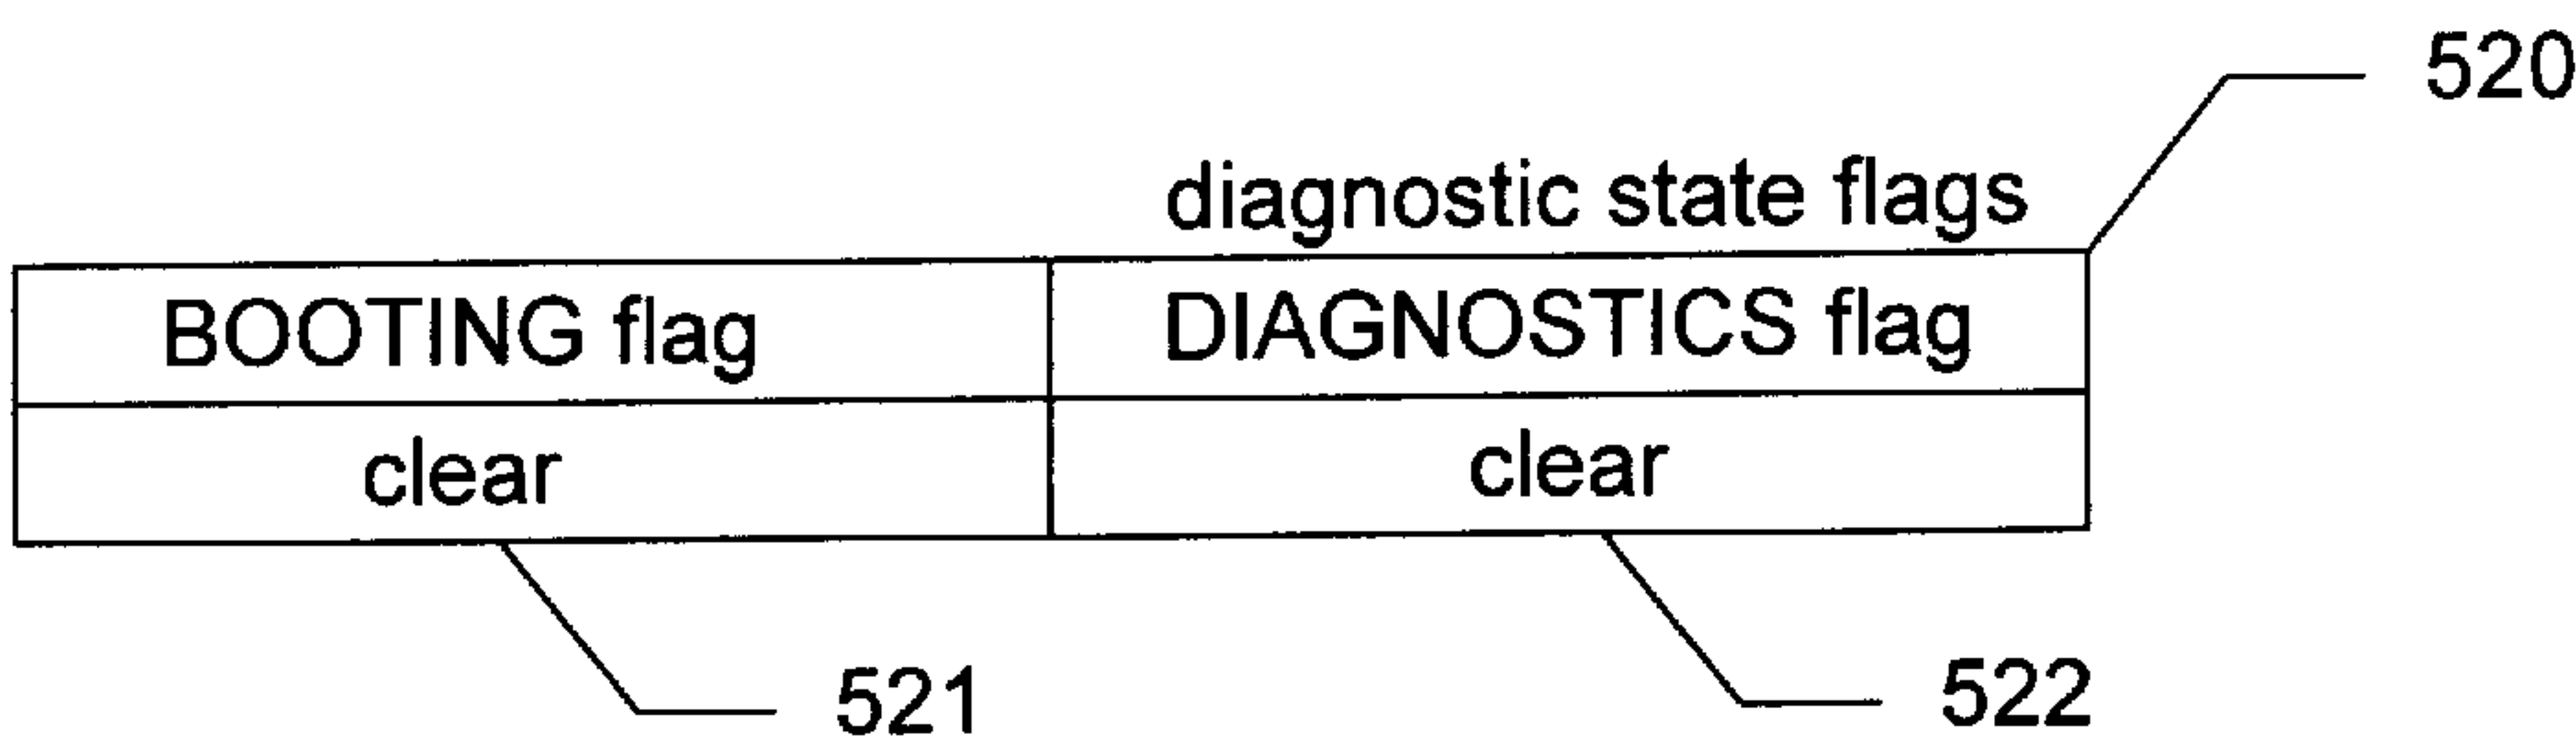 520
diagnostic state flags
BOOTING flag DIAGNOSTICS flag
clear clear
521 522